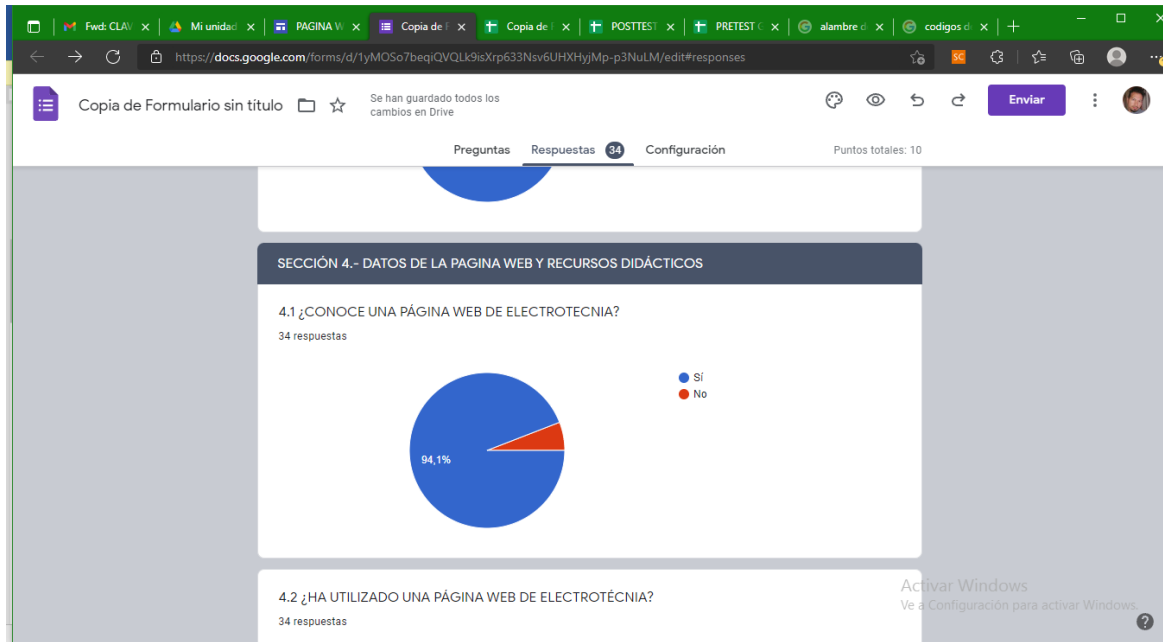 Fwd: CLAV
Mi unidad
PAGINA W
Copia de F
Copia de
POSTTEST
PRETEST
alambre d
codigos d
https://docs.google.com/forms/d/1yMOSo7beqiQVQLk9isXrp633Nsv6UHXHyjMp-p3NuLM/edit#responses
SC
Copia de Formulario sin título
Se han guardado todos los
cambios en Drive
Enviar
Preguntas Respuestas 34 Configuración
Puntos totales: 10
SECCIÓN 4.- DATOS DE LA PAGINA WEB Y RECURSOS DIDÁCTICOS
4.1 ¿CONOCE UNA PÁGINA WEB DE ELECTROTECNIA?
34 respuestas
Sí
No
94,1%
4.2 ¿HA UTILIZADO UNA PÁGINA WEB DE ELECTROTÉCNIA?
34 respuestas
Activar Windows
Ve a Configuración para activar Windows.